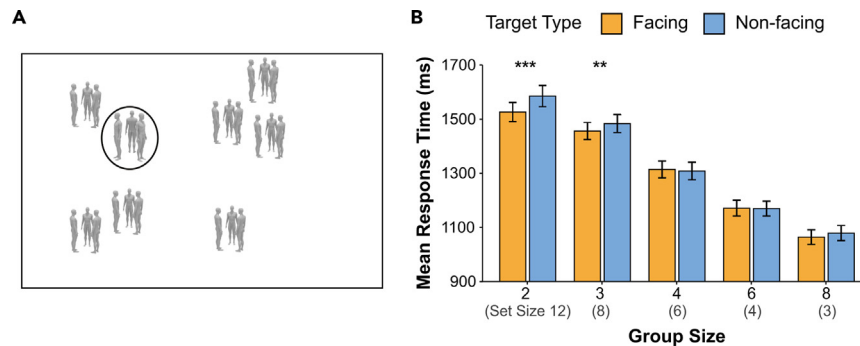 A
B
Target Type Facing Non-facing
*** **
Mean Response Time (ms)
1700
1500
1300
1100
900
2 3 4 6 8
(Set Size 12) (8) (6) (4) (3)
Group Size